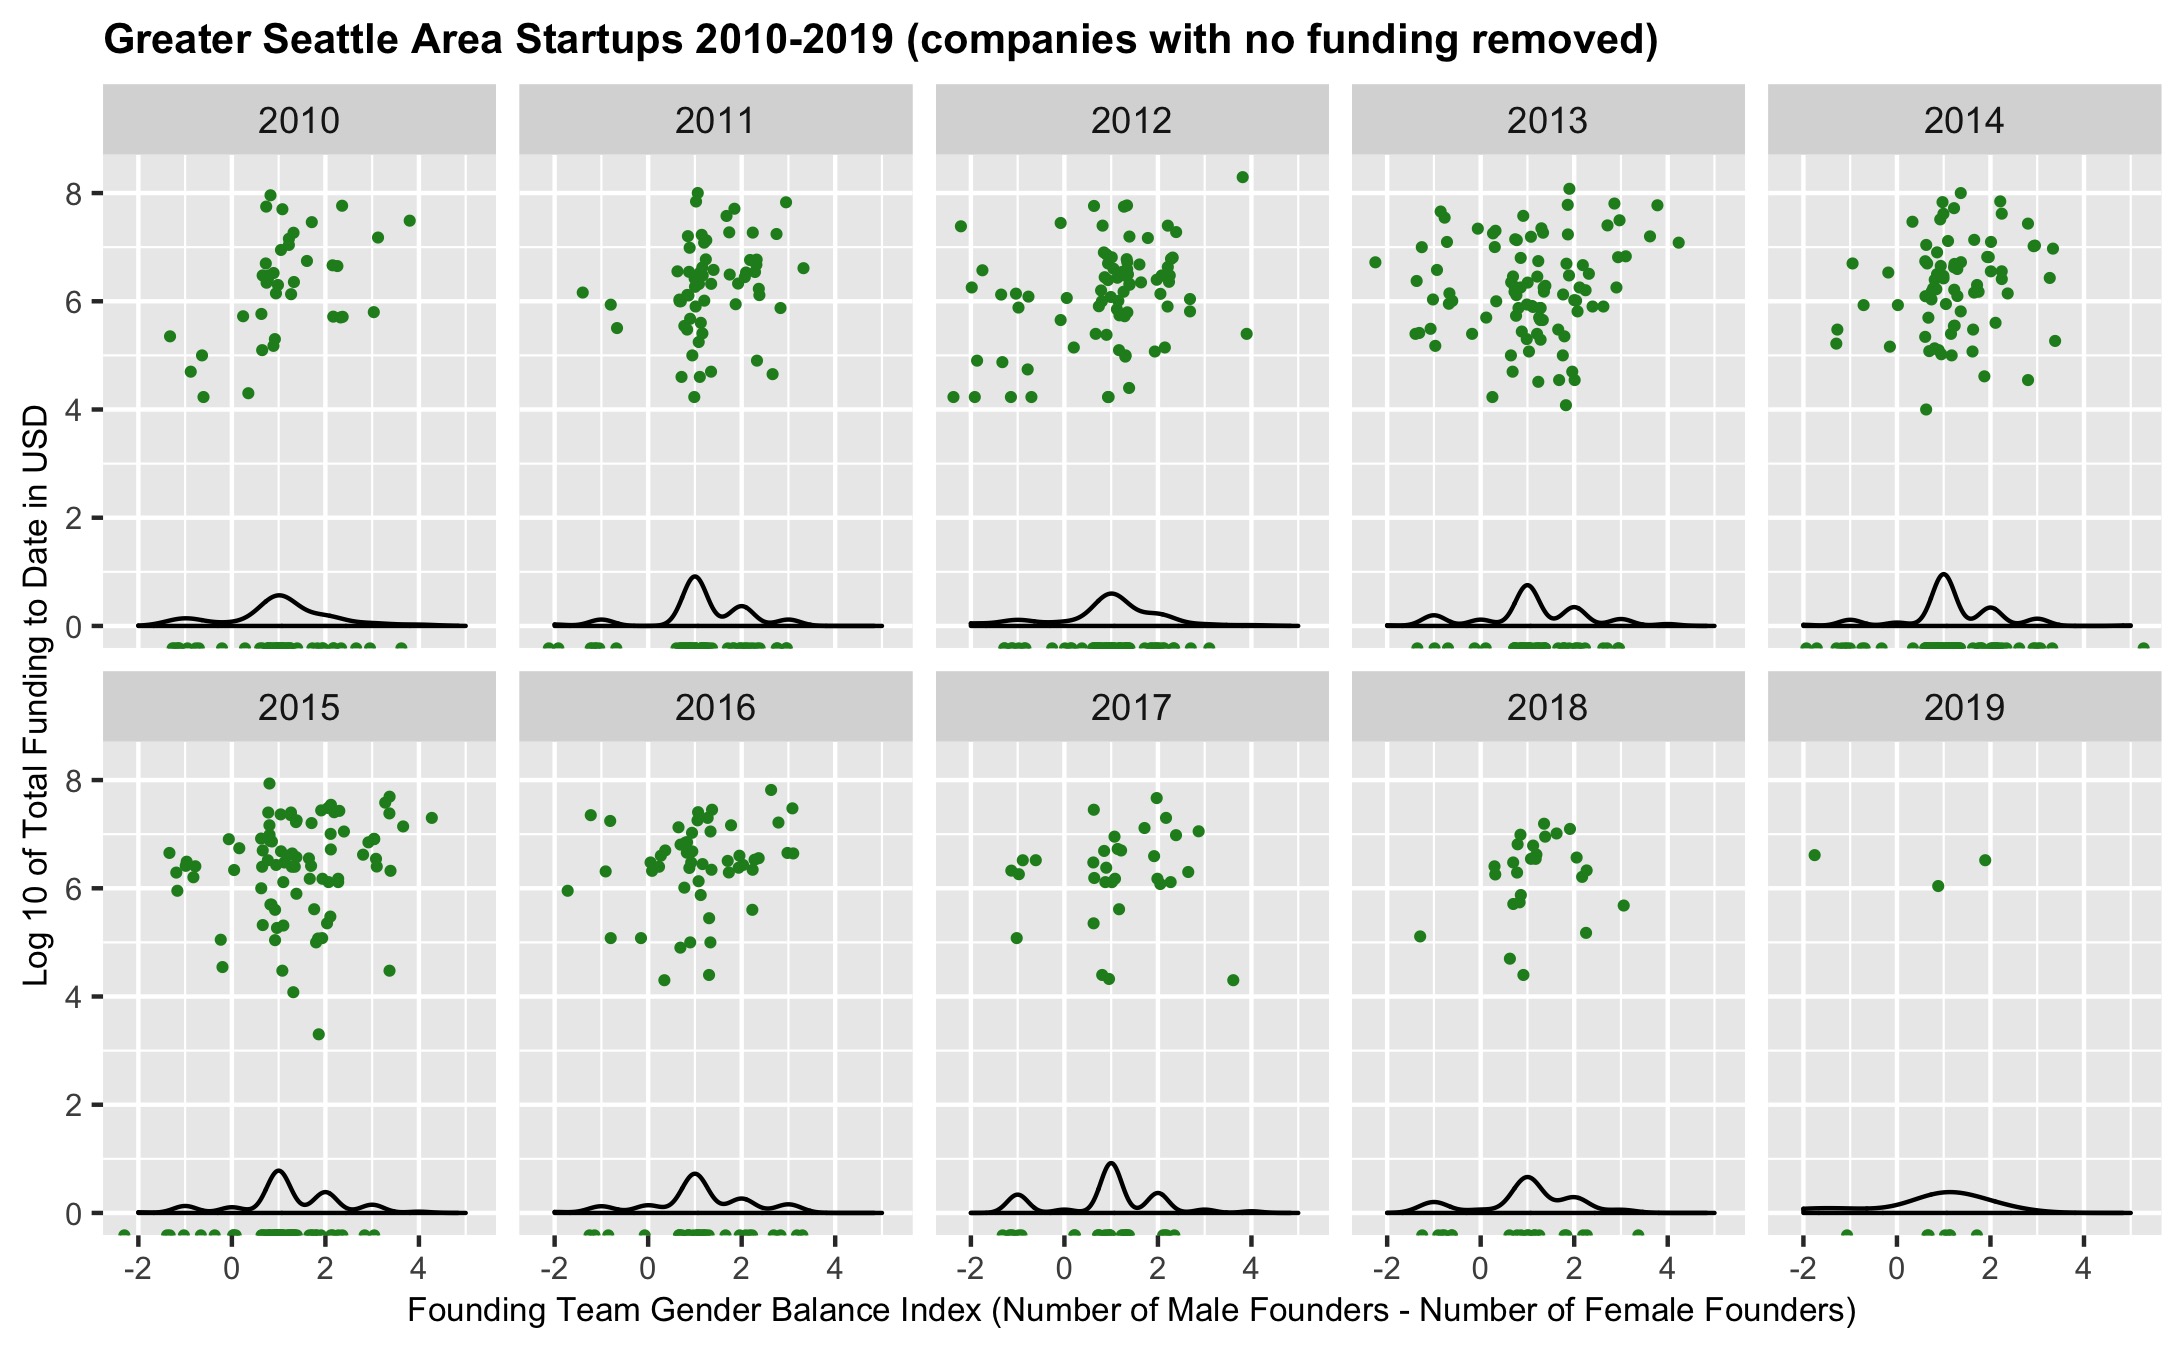 Greater Seattle Area Startups 2010-2019 (companies with no funding removed)
2010 2011 2012 2013 2014
8
6
4
2
0
2015 2016 2017 2018 2019
8
6
4
2
0
-2 0 2 4 -2 0 2 4 -2 0 2 4 -2 0 2 4 -2 0 2 4
Log 10 of Total Funding to Date in USD
Founding Team Gender Balance Index (Number of Male Founders - Number of Female Founders)